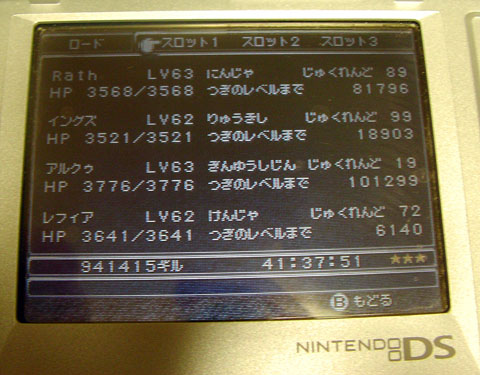 ロード スロット1 スロット2 スロット3
Rath LV63 にんじゃ じゅくれんど 89
HP 3568/3568 つぎのレベルまで 81796
イングズ LV62 りゅうきし じゅくれんど 99
HP 3521/3521 つぎのレベルまで 18903
アルクゥ LV63 ぎんゆうしじん じゅくれんど 19
HP 3776/3776 つぎのレベルまで 101299
レフィア LV62 けんじゃ じゅくれんど 72
HP 3641/3641 つぎのレベルまで 6140
941415ギル 41:37:51 ★★★
Ⓑもどる
NINTENDO DS